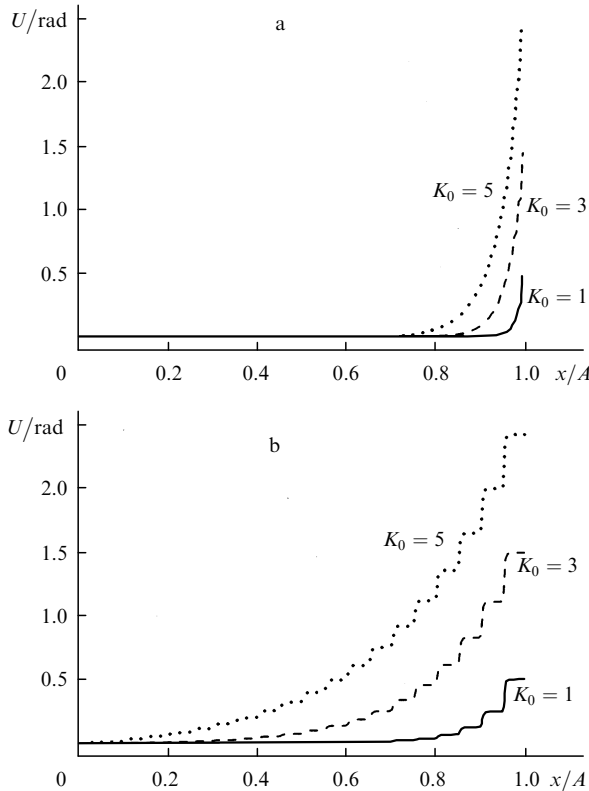 U/rad
a
2.0
1.5
K₀ = 5
1.0
K₀ = 3
0.5
K₀ = 1
0 0.2 0.4 0.6 0.8 1.0 x/A
U/rad
b
2.0
1.5
K₀ = 5
K₀ = 3
1.0
0.5
K₀ = 1
0 0.2 0.4 0.6 0.8 1.0 x/A